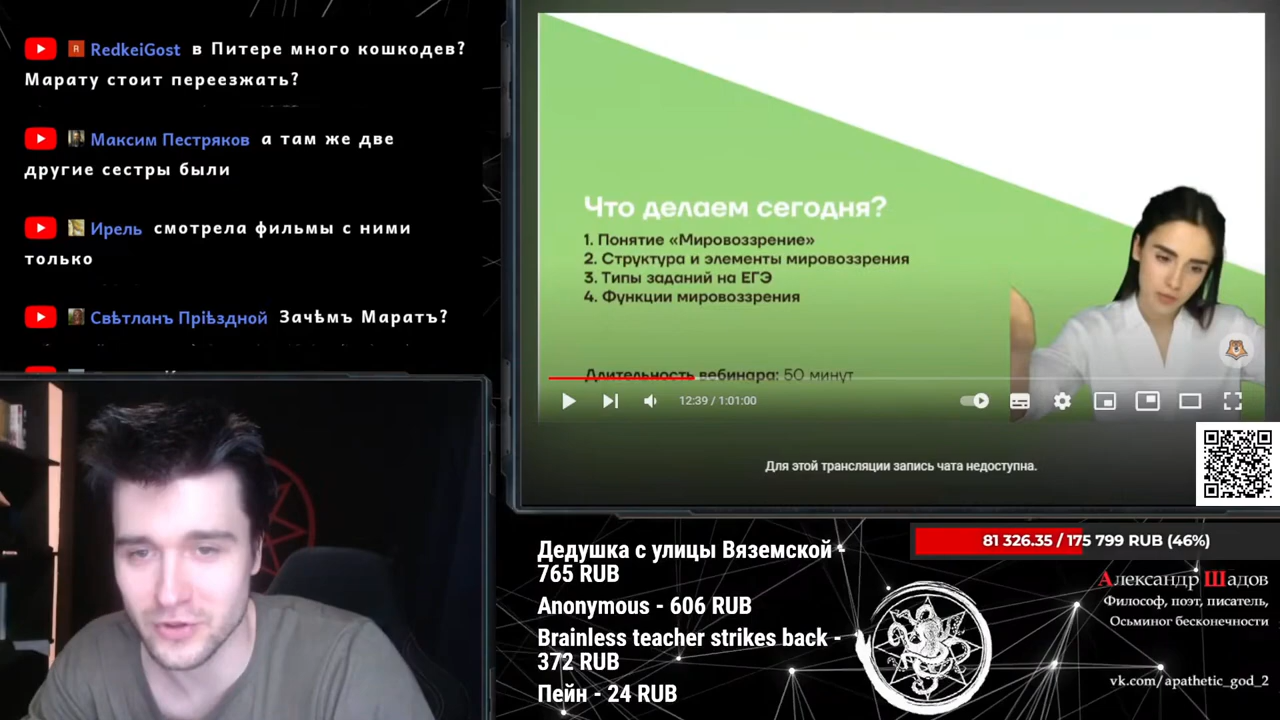 RedkeiGost в Питере много кошкодев?
Марату стоит переезжать?
Максим Пестряков а там же две
другие сестры были
Ирель смотрела фильмы с ними
только
Свѣтланъ Прiѣздной Зачѣмъ Маратъ?
Что делаем сегодня?
1. Понятие «Мировоззрение»
2. Структура и элементы мировоззрения
3. Типы заданий на ЕГЭ
4. Функции мировоззрения
Длительность вебинара: 50 минут
12:39 / 1:01:00
Для этой трансляции запись чата недоступна.
Дедушка с улицы Вяземской -
765 RUB
Anonymous - 606 RUB
Brainless teacher strikes back -
372 RUB
Пейн - 24 RUB
81 326.35 / 175 799 RUB (46%)
Александр Шадов
Философ, поэт, писатель,
Осьминог бесконечности
vk.com/apathetic_god_2